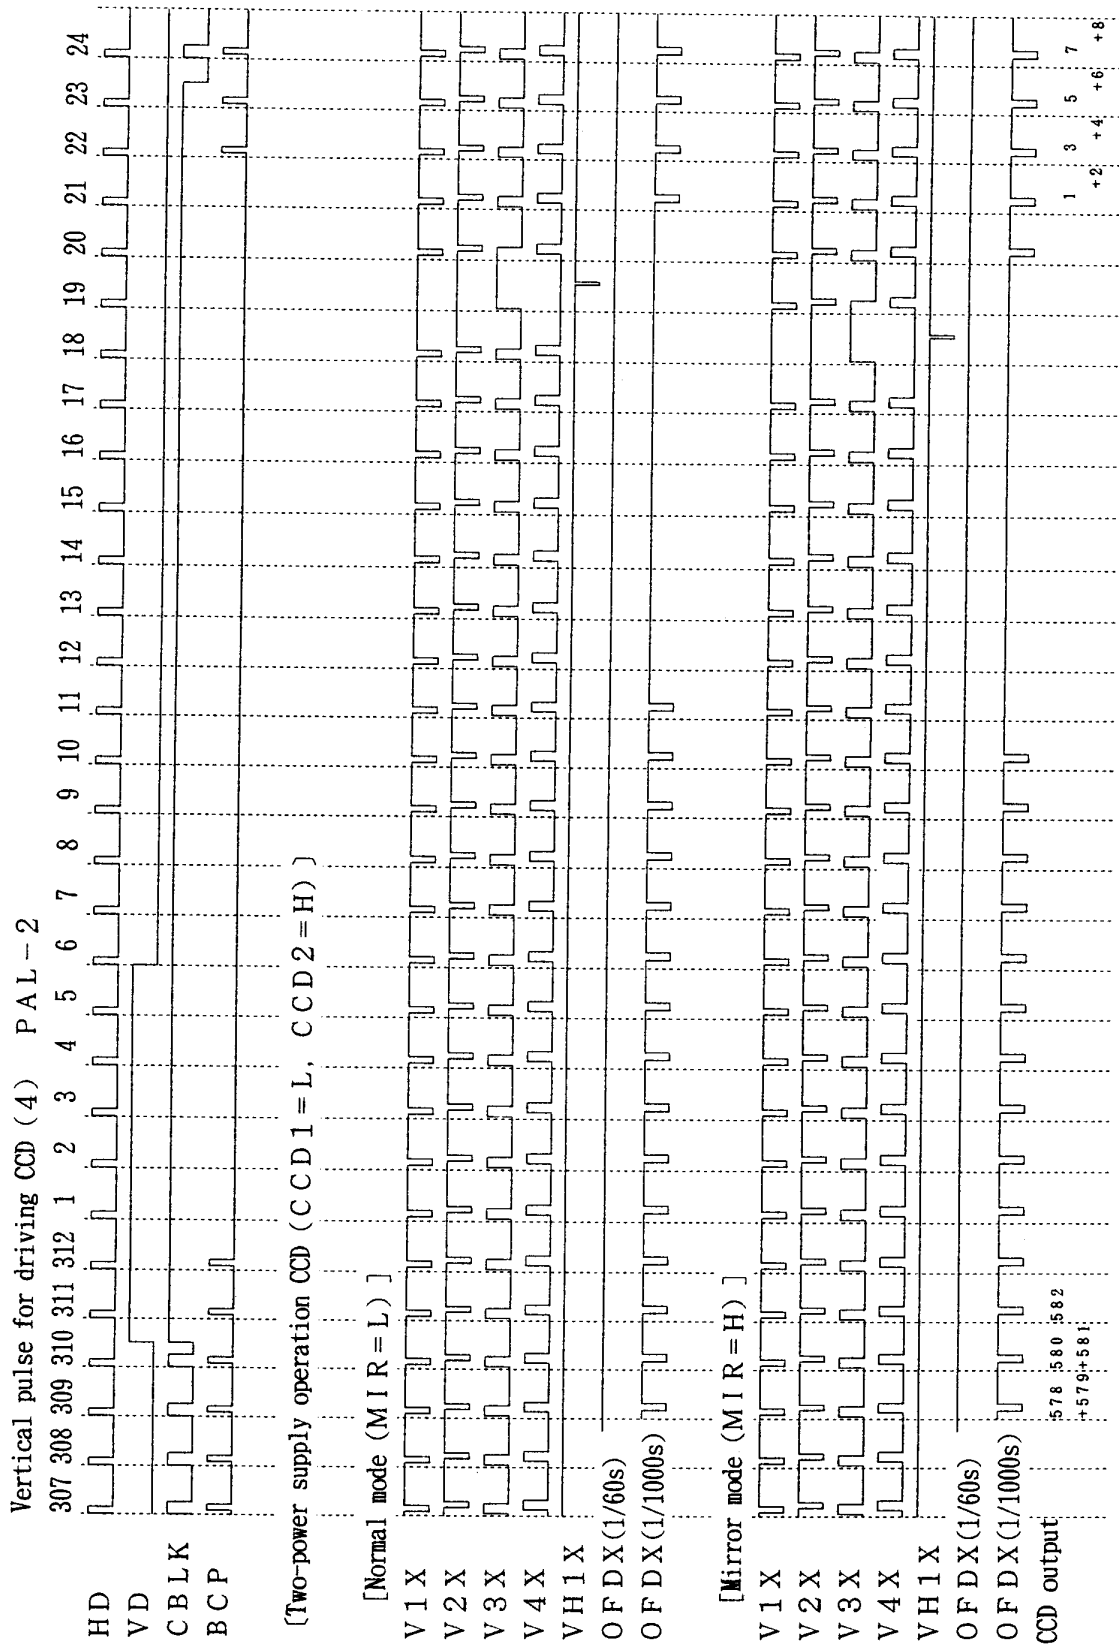 Vertical pulse for driving CCD (4) PAL-2
307 308 309 310 311 312 1 2 3 4 5 6 7 8 9 10 11 12 13 14 15 16 17 18 19 20 21 22 23 24
HD
VD
CBLK
BCP
[Two-power supply operation CCD (CCD1=L, CCD2=H) ]
[Normal mode (MIR=L) ]
V1X
V2X
V3X
V4X
VH1X
OFDX(1/60s)
OFDX(1/1000s)
[Mirror mode (MIR=H) ]
V1X
V2X
V3X
V4X
VH1X
OFDX(1/60s)
OFDX(1/1000s)
CCD output
578 580 582 1 3 5 7
+579+581 +2 +4 +6 +8